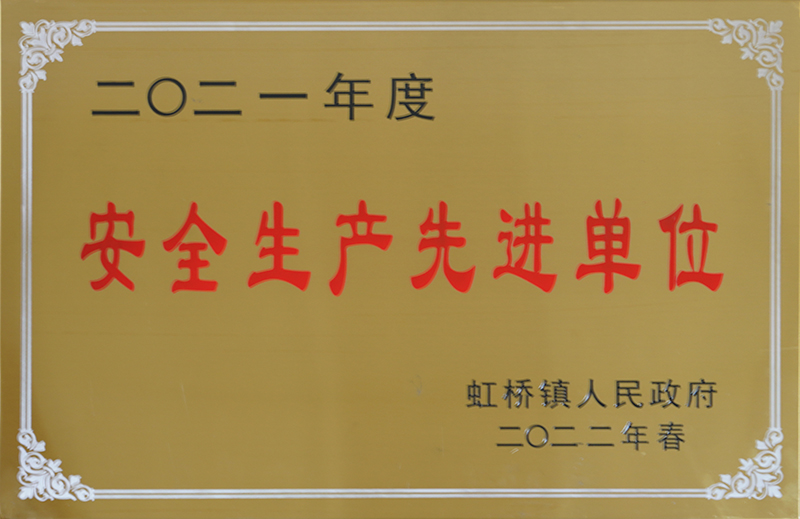 二〇二一年度
安全生产先进单位
虹桥镇人民政府
二〇二二年春